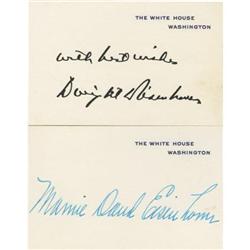 THE WHITE HOUSE
WASHINGTON
with best wishes
Dwight D Eisenhower
THE WHITE HOUSE
WASHINGTON
Mamie Doud Eisenhower